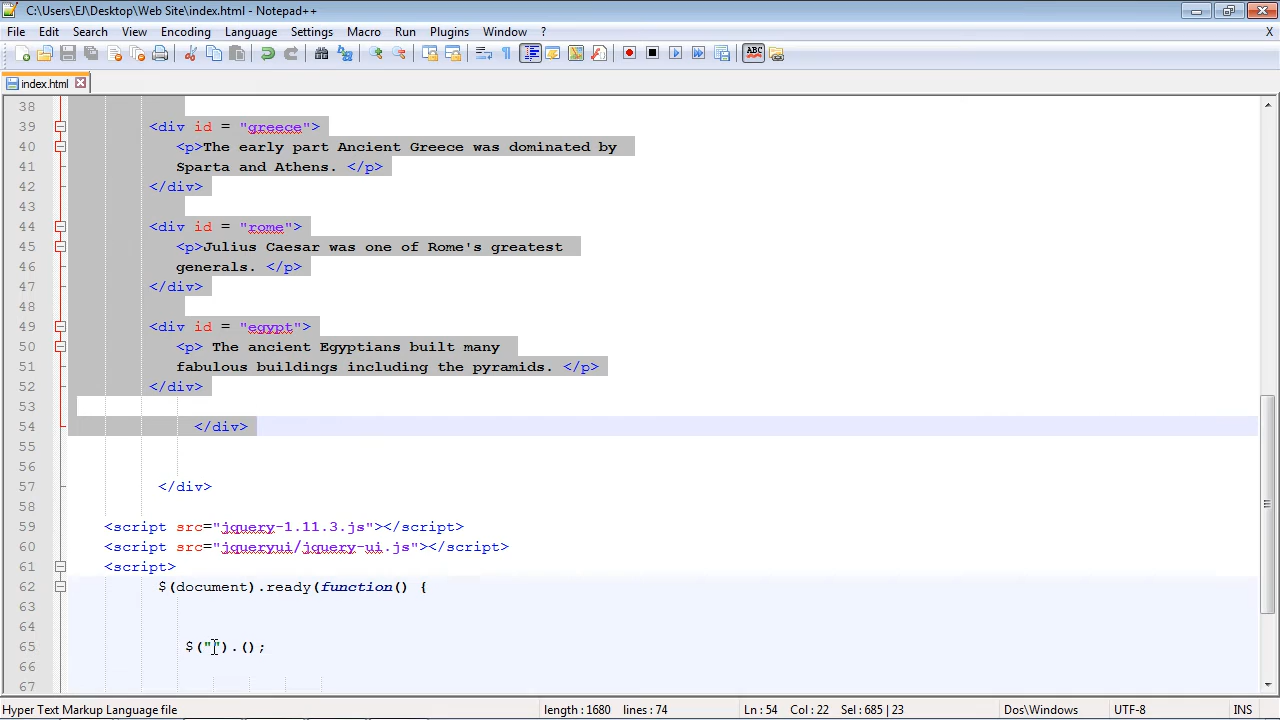 C:\Users\EJ\Desktop\Web Site\index.html - Notepad++
File Edit Search View Encoding Language Settings Macro Run Plugins Window ? X
ABC
index.html
38
39 <div id = "greece">
40 <p>The early part Ancient Greece was dominated by
41 Sparta and Athens. </p>
42 </div>
43
44 <div id = "rome">
45 <p>Julius Caesar was one of Rome's greatest
46 generals. </p>
47 </div>
48
49 <div id = "egypt">
50 <p> The ancient Egyptians built many
51 fabulous buildings including the pyramids. </p>
52 </div>
53
54 </div>
55
56
57 </div>
58
59 <script src="jquery-1.11.3.js"></script>
60 <script src="jqueryui/jquery-ui.js"></script>
61 <script>
62 $(document).ready(function() {
63
64
65 $("").();
66
67
Hyper Text Markup Language file length : 1680 lines : 74 Ln : 54 Col : 22 Sel : 685 | 23 Dos\Windows UTF-8 INS